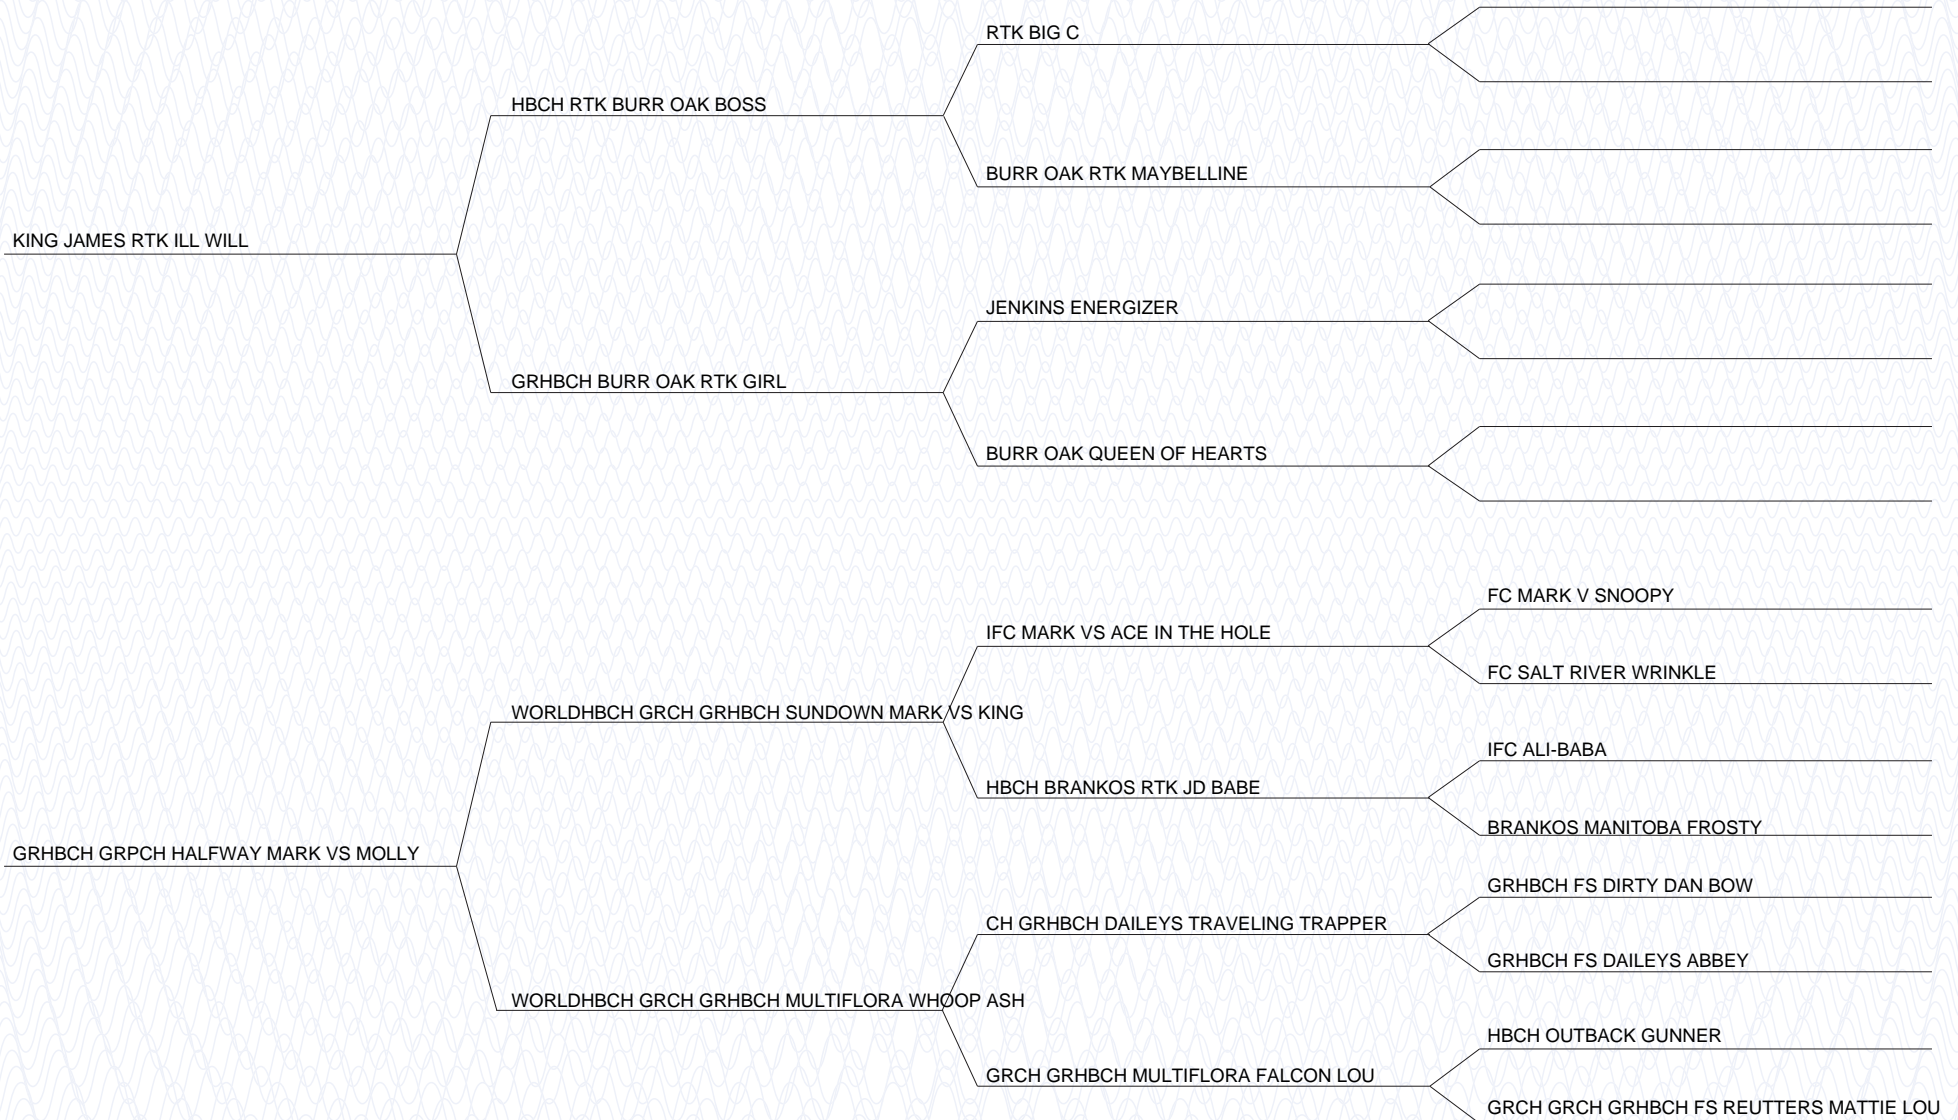 RTK BIG C
HBCH RTK BURR OAK BOSS
BURR OAK RTK MAYBELLINE
KING JAMES RTK ILL WILL
JENKINS ENERGIZER
GRHBCH BURR OAK RTK GIRL
BURR OAK QUEEN OF HEARTS
FC MARK V SNOOPY
IFC MARK VS ACE IN THE HOLE
FC SALT RIVER WRINKLE
WORLDHBCH GRCH GRHBCH SUNDOWN MARK VS KING
IFC ALI-BABA
HBCH BRANKOS RTK JD BABE
BRANKOS MANITOBA FROSTY
GRHBCH GRPCH HALFWAY MARK VS MOLLY
GRHBCH FS DIRTY DAN BOW
CH GRHBCH DAILEYS TRAVELING TRAPPER
GRHBCH FS DAILEYS ABBEY
WORLDHBCH GRCH GRHBCH MULTIFLORA WHOOP ASH
HBCH OUTBACK GUNNER
GRCH GRHBCH MULTIFLORA FALCON LOU
GRCH GRCH GRHBCH FS REUTTERS MATTIE LOU